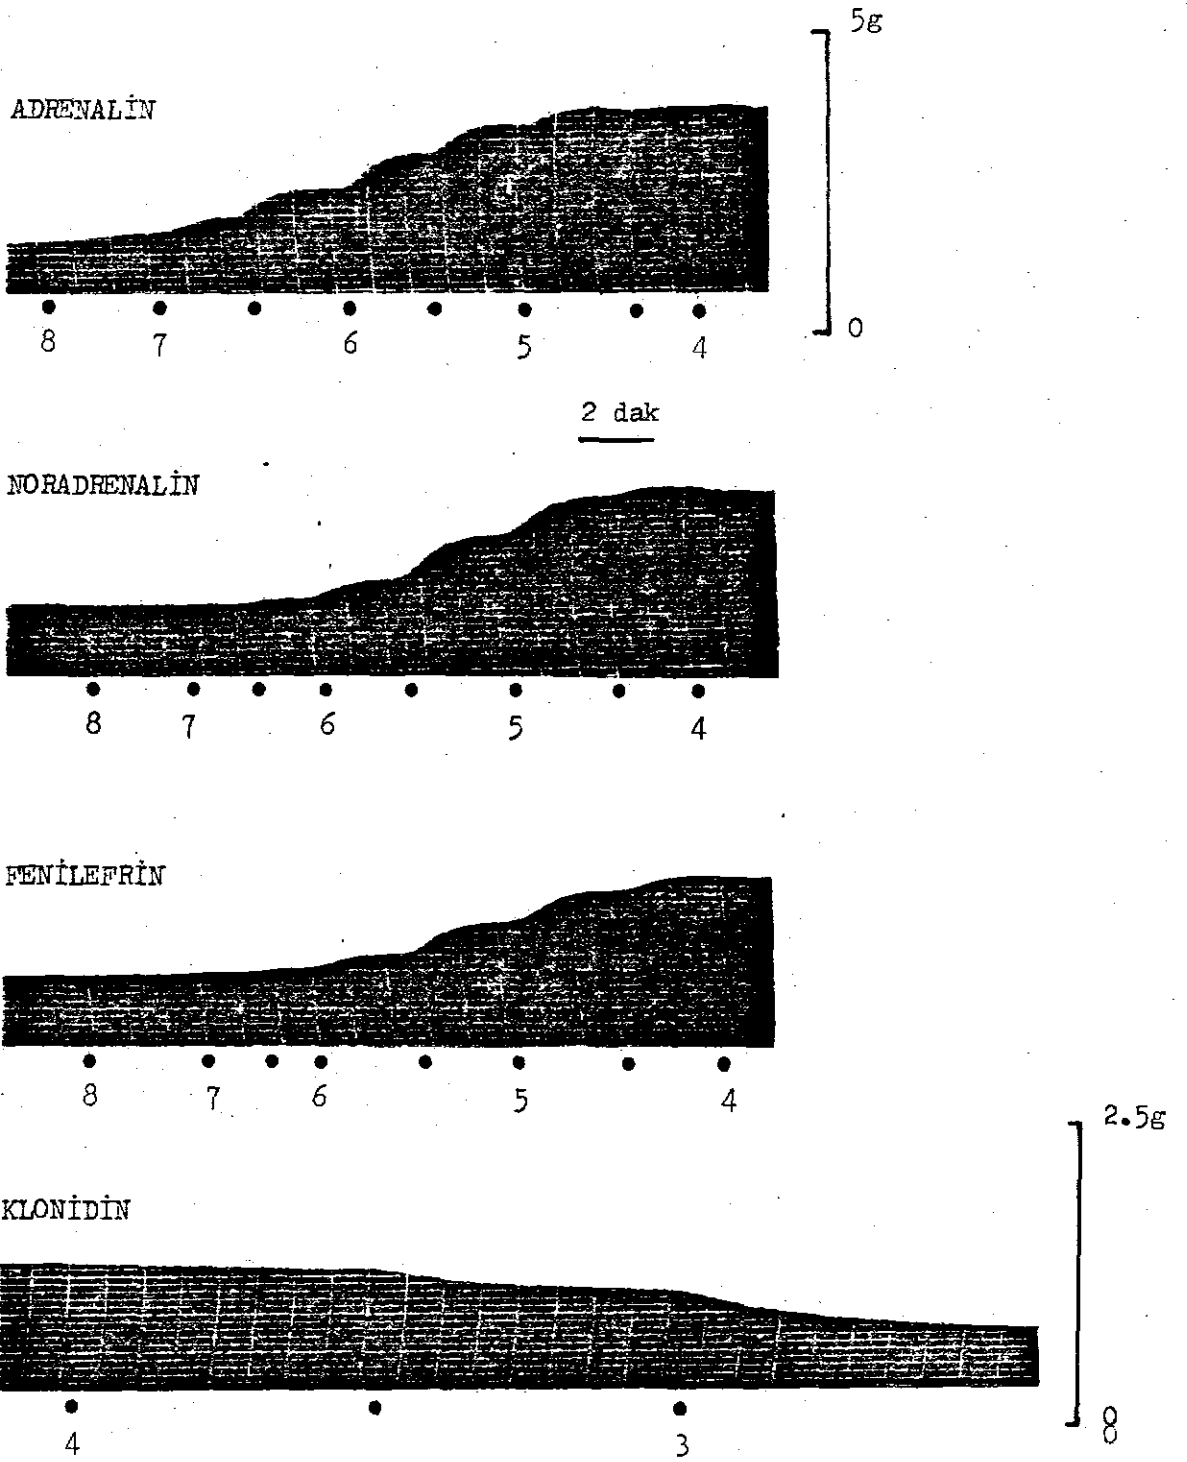 5g
ADRENALİN
0
8 7 6 5 4
2 dak
NORADRENALİN
8 7 6 5 4
FENİLEFRİN
8 7 6 5 4
2.5g
KLONİDİN
0
4 3